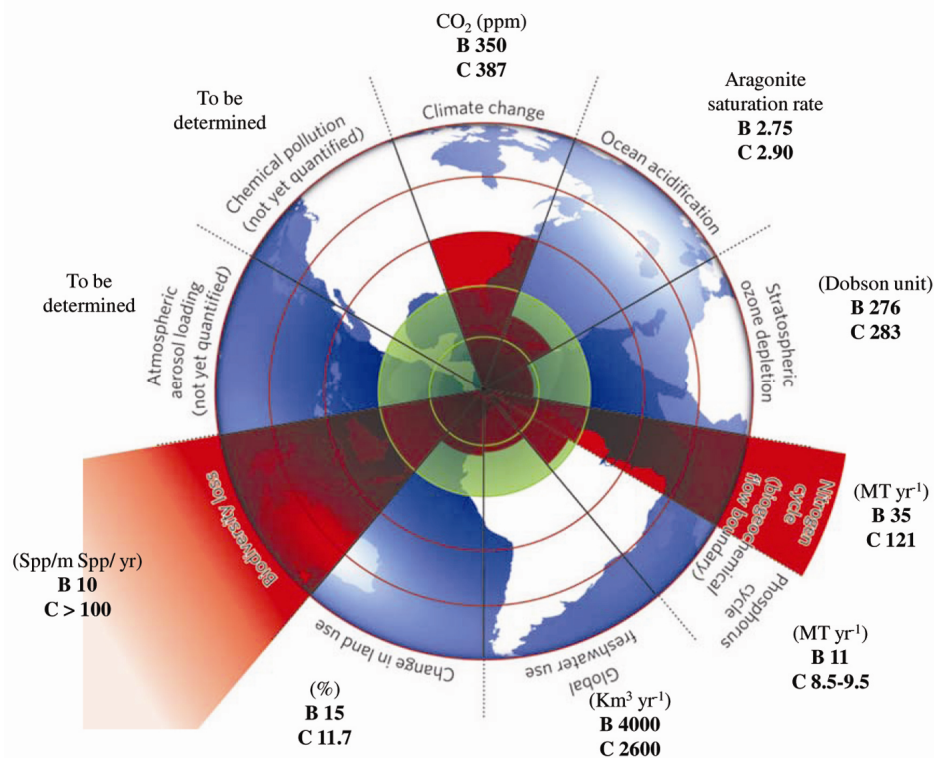 CO₂ (ppm)
B 350
C 387
Climate change
Aragonite
saturation rate
B 2.75
C 2.90
Ocean acidification
(Dobson unit)
B 276
C 283
Stratospheric
ozone depletion
(MT yr⁻¹)
B 35
C 121
Nitrogen
cycle
(biogeochemical
flow boundary)
Phosphorus
cycle
(MT yr⁻¹)
B 11
C 8.5-9.5
Global
freshwater use
(Km³ yr⁻¹)
B 4000
C 2600
Change in land use
(%)
B 15
C 11.7
Biodiversity loss
(Spp/m Spp/ yr)
B 10
C > 100
To be
determined
Atmospheric
aerosol loading
(not yet quantified)
To be
determined
Chemical pollution
(not yet quantified)